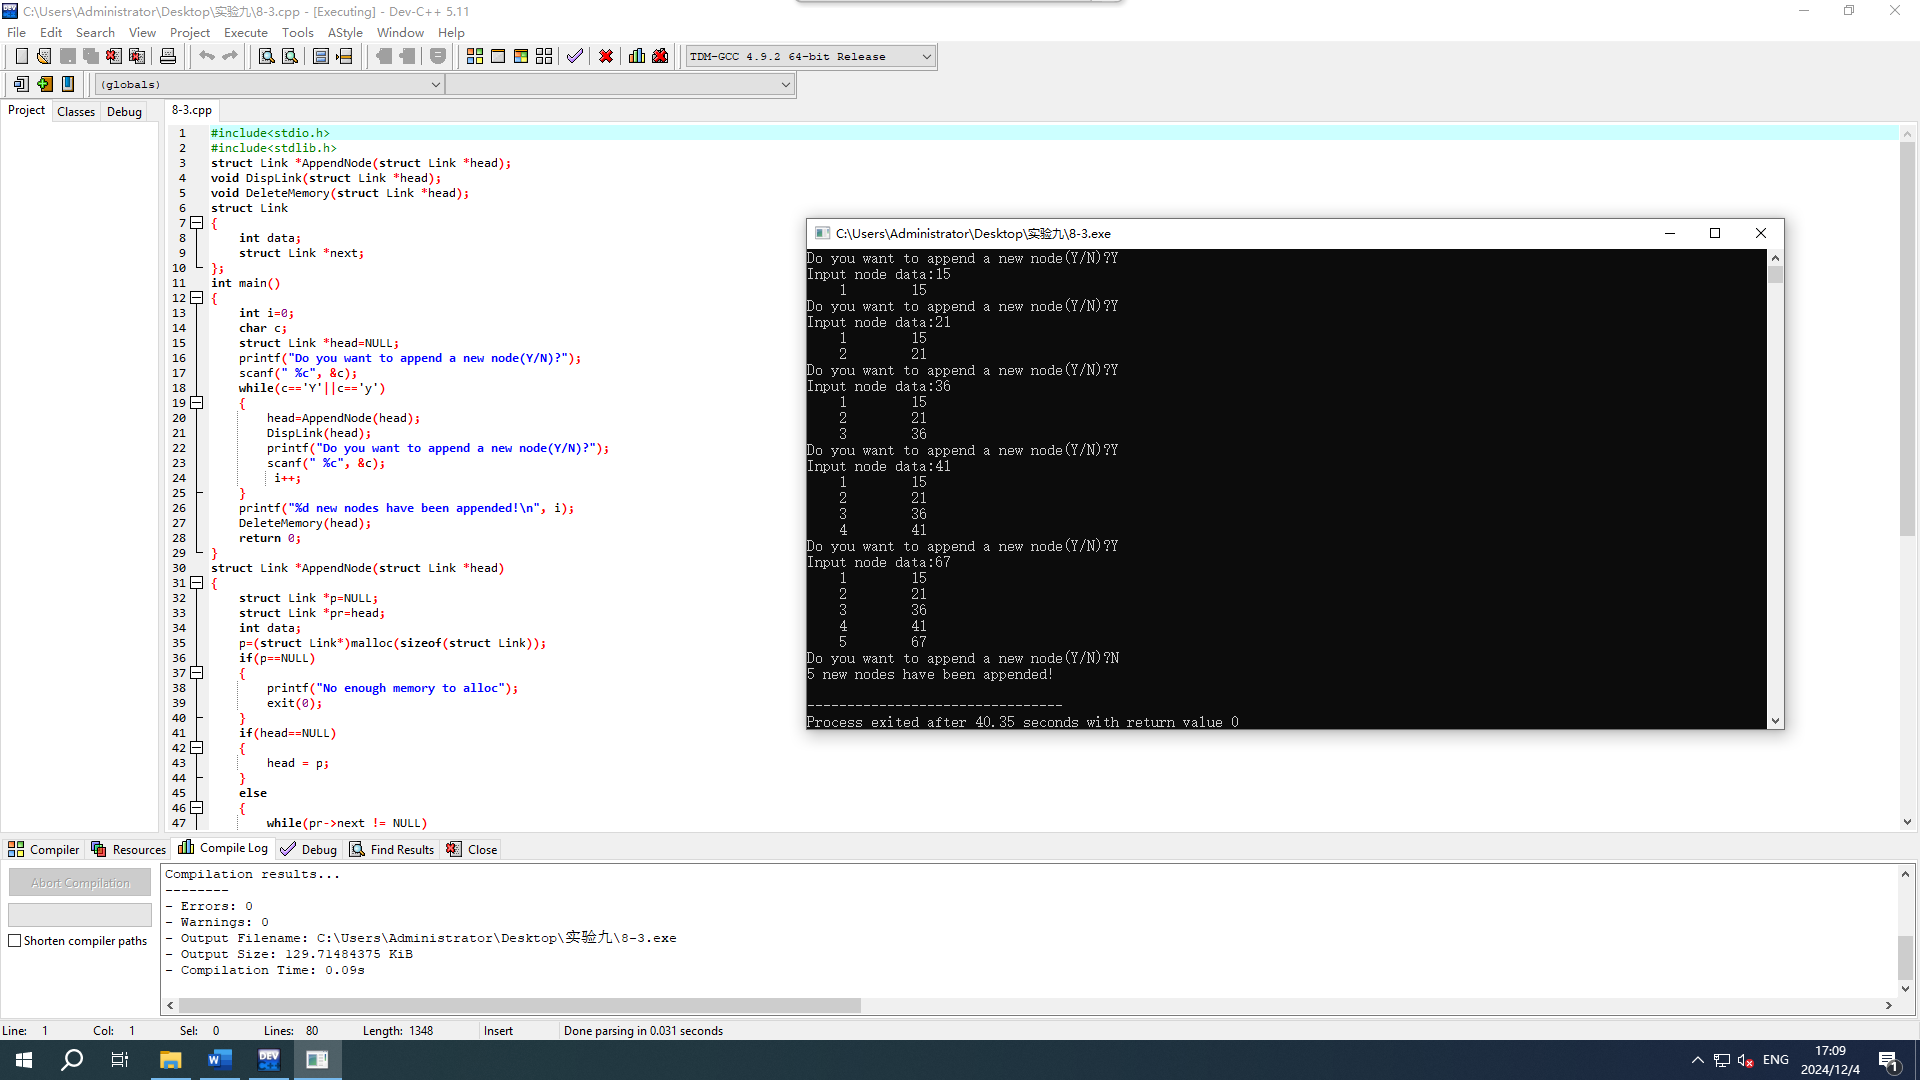 C:\Users\Administrator\Desktop\实验九\8-3.cpp - [Executing] - Dev-C++ 5.11
File Edit Search View Project Execute Tools AStyle Window Help
TDM-GCC 4.9.2 64-bit Release
(globals)
Project Classes Debug
8-3.cpp
1 #include<stdio.h>
2 #include<stdlib.h>
3 struct Link *AppendNode(struct Link *head);
4 void DispLink(struct Link *head);
5 void DeleteMemory(struct Link *head);
6 struct Link
7 {
8 int data;
9 struct Link *next;
10 };
11 int main()
12 {
13 int i=0;
14 char c;
15 struct Link *head=NULL;
16 printf("Do you want to append a new node(Y/N)?");
17 scanf(" %c", &c);
18 while(c=='Y'||c=='y')
19 {
20 head=AppendNode(head);
21 DispLink(head);
22 printf("Do you want to append a new node(Y/N)?");
23 scanf(" %c", &c);
24 i++;
25 }
26 printf("%d new nodes have been appended!\n", i);
27 DeleteMemory(head);
28 return 0;
29 }
30 struct Link *AppendNode(struct Link *head)
31 {
32 struct Link *p=NULL;
33 struct Link *pr=head;
34 int data;
35 p=(struct Link*)malloc(sizeof(struct Link));
36 if(p==NULL)
37 {
38 printf("No enough memory to alloc");
39 exit(0);
40 }
41 if(head==NULL)
42 {
43 head = p;
44 }
45 else
46 {
47 while(pr->next != NULL)
C:\Users\Administrator\Desktop\实验九\8-3.exe
Do you want to append a new node(Y/N)?Y
Input node data:15
1 15
Do you want to append a new node(Y/N)?Y
Input node data:21
1 15
2 21
Do you want to append a new node(Y/N)?Y
Input node data:36
1 15
2 21
3 36
Do you want to append a new node(Y/N)?Y
Input node data:41
1 15
2 21
3 36
4 41
Do you want to append a new node(Y/N)?Y
Input node data:67
1 15
2 21
3 36
4 41
5 67
Do you want to append a new node(Y/N)?N
5 new nodes have been appended!
--------------------------------
Process exited after 40.35 seconds with return value 0
Compiler Resources Compile Log Debug Find Results Close
Abort Compilation
Shorten compiler paths
Compilation results...
--------
- Errors: 0
- Warnings: 0
- Output Filename: C:\Users\Administrator\Desktop\实验九\8-3.exe
- Output Size: 129.71484375 KiB
- Compilation Time: 0.09s
Line: 1 Col: 1 Sel: 0 Lines: 80 Length: 1348 Insert Done parsing in 0.031 seconds
ENG
17:09
2024/12/4
1